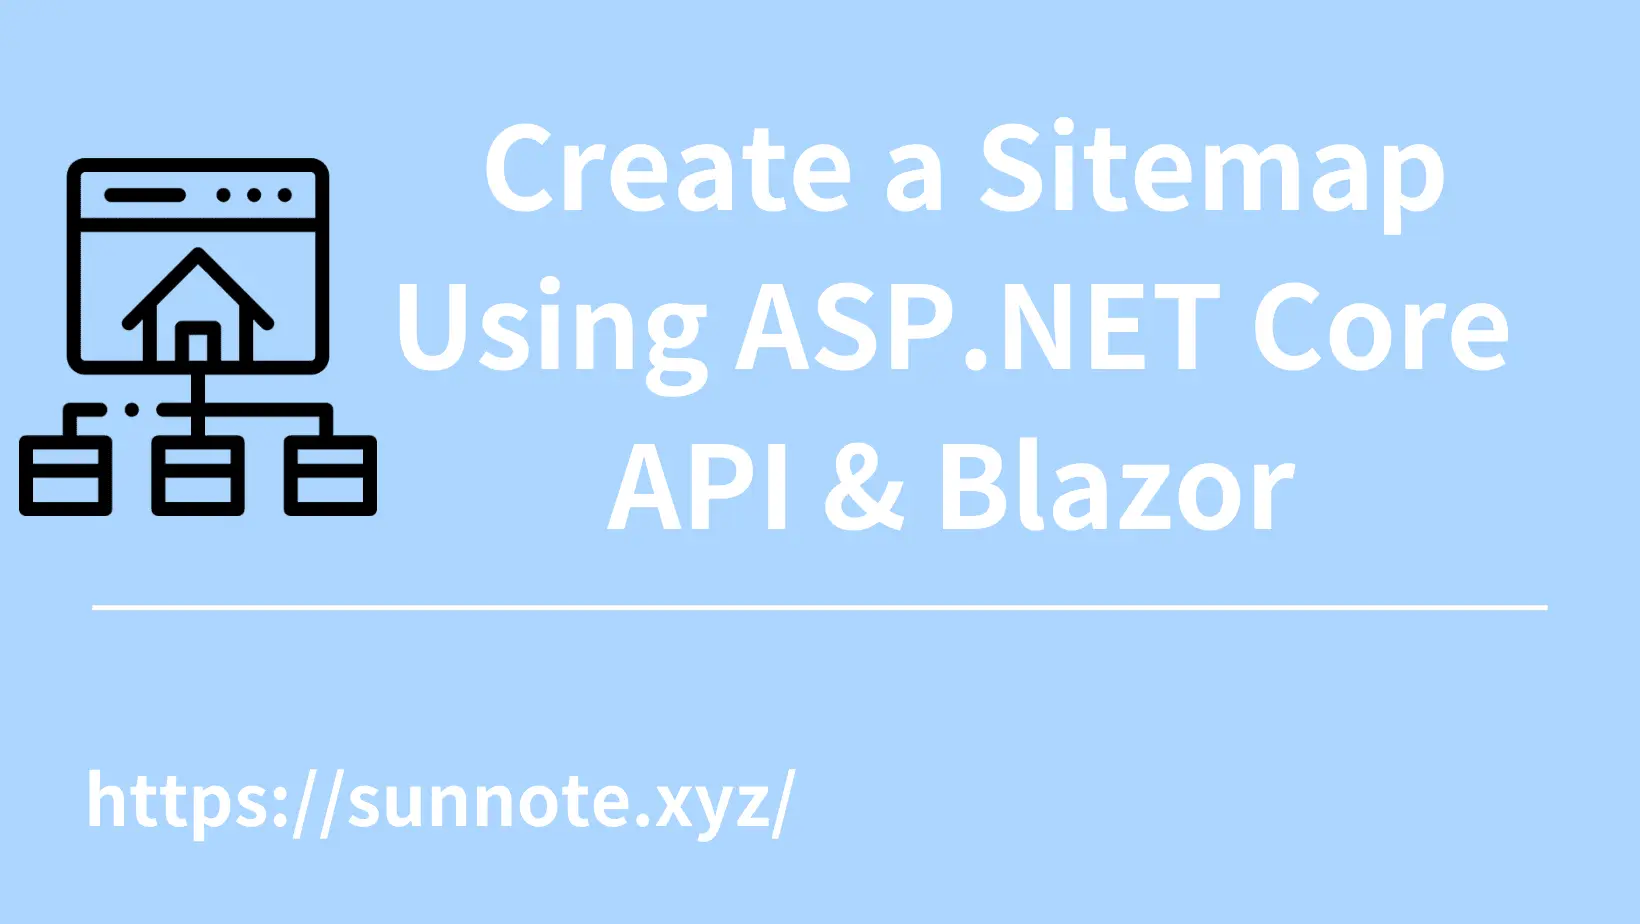 Create a Sitemap
Using ASP.NET Core
API & Blazor
https://sunnote.xyz/